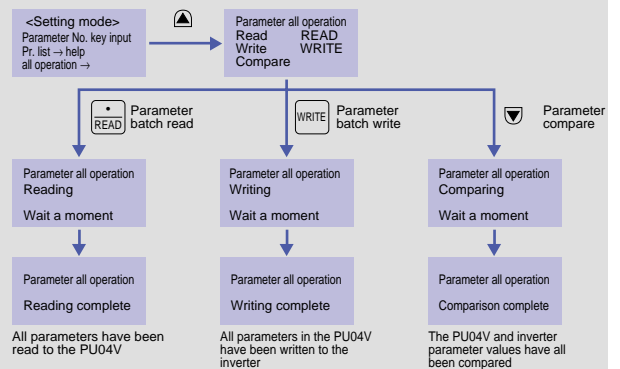 <Setting mode>
Parameter No. key input
Pr. list → help
all operation →
Parameter all operation
Read READ
Write WRITE
Compare
READ
Parameter
batch read
WRITE
Parameter
batch write
Parameter
compare
Parameter all operation
Reading
Wait a moment
Parameter all operation
Writing
Wait a moment
Parameter all operation
Comparing
Wait a moment
Parameter all operation
Reading complete
Parameter all operation
Writing complete
Parameter all operation
Comparison complete
All parameters have been
read to the PU04V
All parameters in the PU04V
have been written to the
inverter
The PU04V and inverter
parameter values have all
been compared